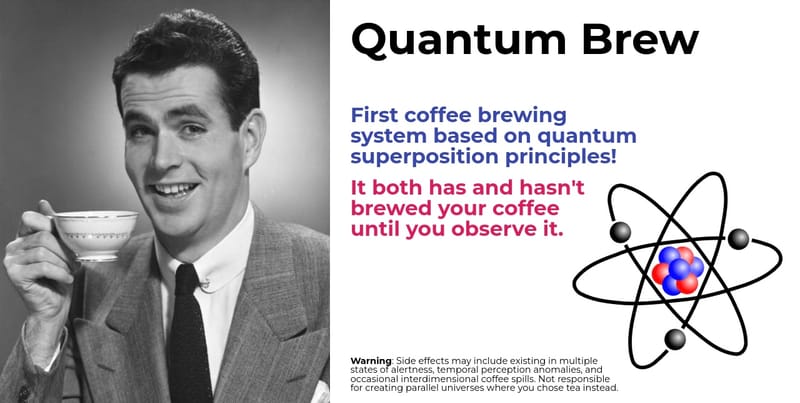 Quantum Brew
First coffee brewing
system based on quantum
superposition principles!
It both has and hasn't
brewed your coffee
until you observe it.
Warning: Side effects may include existing in multiple
states of alertness, temporal perception anomalies, and
occasional interdimensional coffee spills. Not responsible
for creating parallel universes where you chose tea instead.